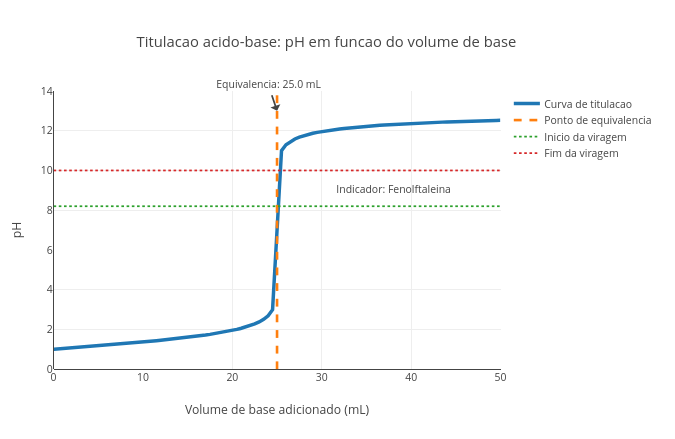 Titulacao acido-base: pH em funcao do volume de base
Equivalencia: 25.0 mL
14
12
10
8
6
4
2
0
pH
Indicador: Fenolftaleina
0 10 20 30 40 50
Volume de base adicionado (mL)
Curva de titulacao
Ponto de equivalencia
Inicio da viragem
Fim da viragem